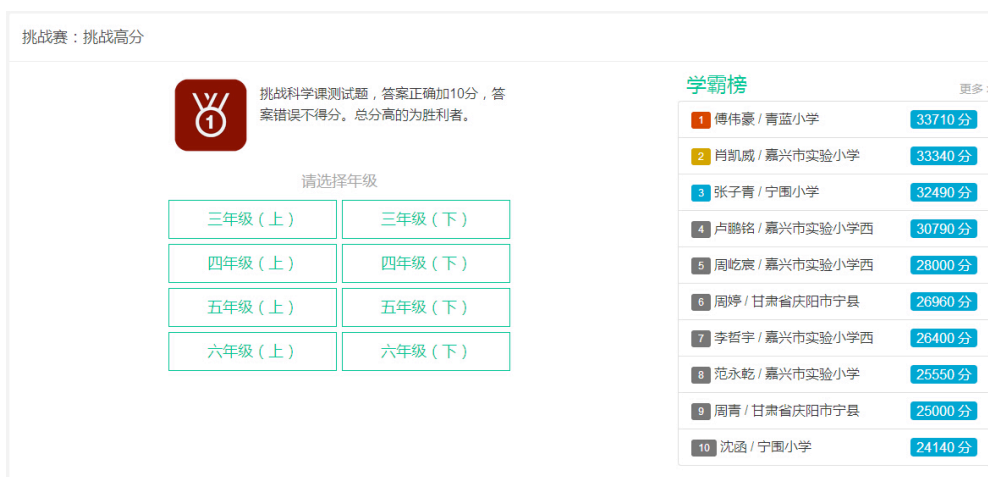 挑战赛：挑战高分
挑战科学课测试题，答案正确加10分，答
案错误不得分。总分高的为胜利者。
1
请选择年级
三年级（上） 三年级（下）
四年级（上） 四年级（下）
五年级（上） 五年级（下）
六年级（上） 六年级（下）
学霸榜 更多
1 傅伟豪 / 青蓝小学 33710 分
2 肖凯威 / 嘉兴市实验小学 33340 分
3 张子青 / 宁围小学 32490 分
4 卢鹏铭 / 嘉兴市实验小学西 30790 分
5 周屹宸 / 嘉兴市实验小学西 28000 分
6 周婷 / 甘肃省庆阳市宁县 26960 分
7 李哲宇 / 嘉兴市实验小学西 26400 分
8 范永乾 / 嘉兴市实验小学 25550 分
9 周青 / 甘肃省庆阳市宁县 25000 分
10 沈函 / 宁围小学 24140 分